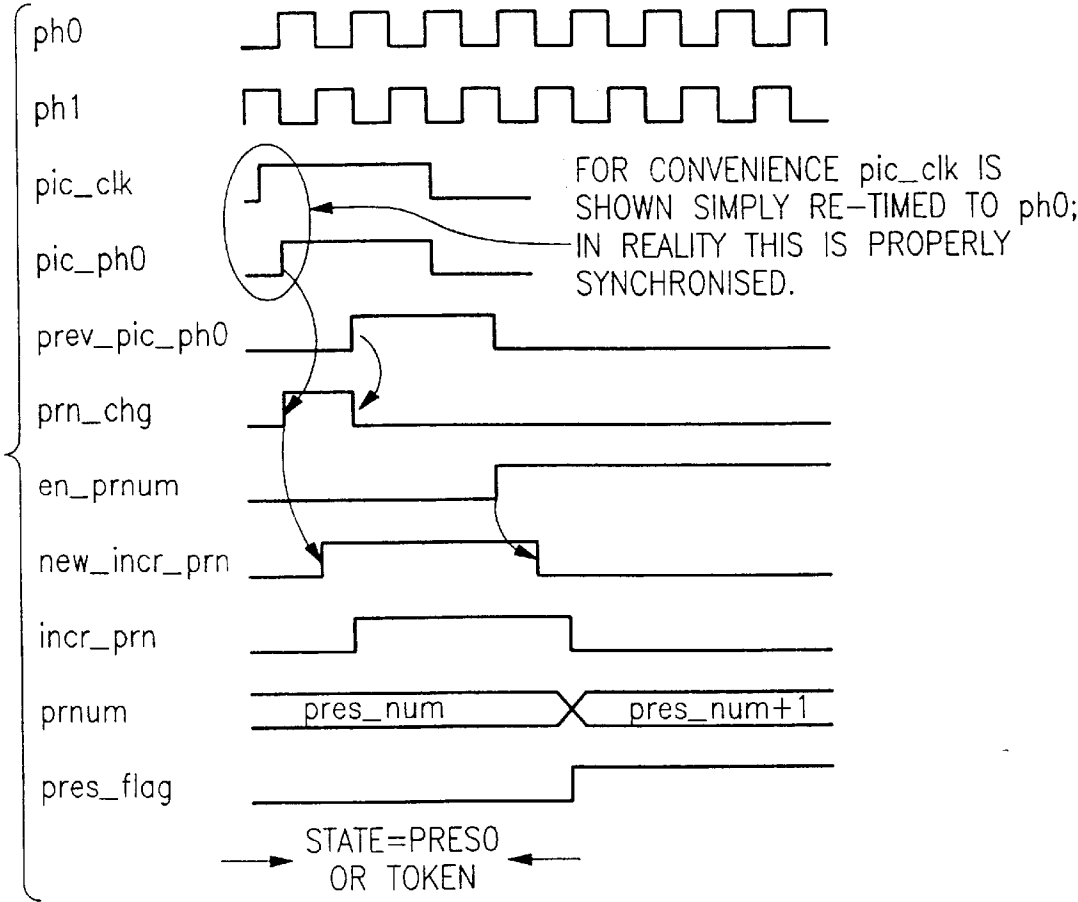 ph0
ph1
pic_clk
FOR CONVENIENCE pic_clk IS
SHOWN SIMPLY RE-TIMED TO ph0;
IN REALITY THIS IS PROPERLY
SYNCHRONISED.
pic_ph0
prev_pic_ph0
prn_chg
en_prnum
new_incr_prn
incr_prn
prnum
pres_num
pres_num+1
pres_flag
STATE=PRES0
OR TOKEN